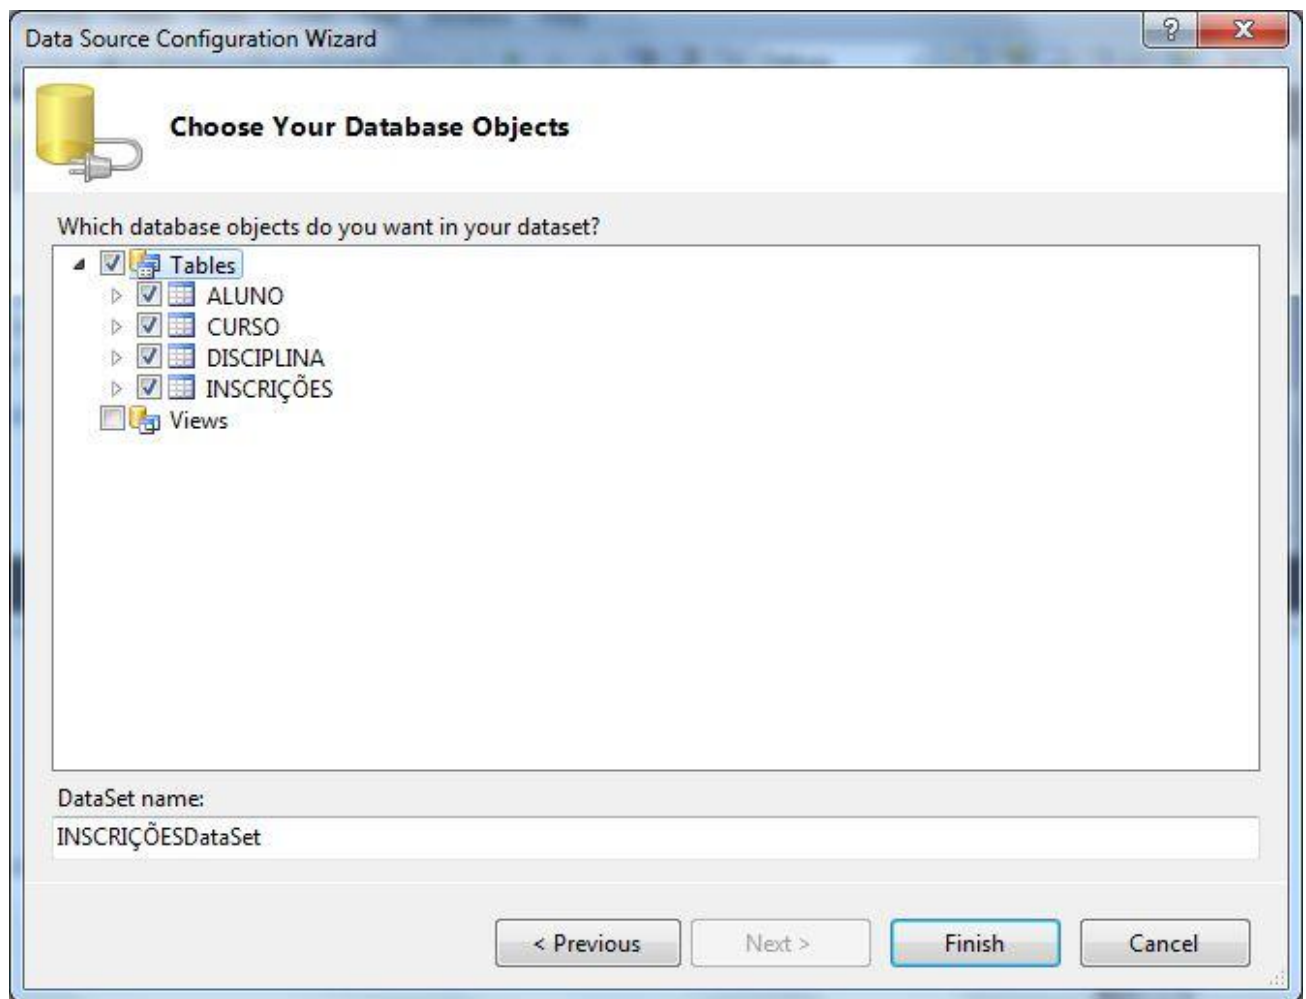 Data Source Configuration Wizard
Choose Your Database Objects
Which database objects do you want in your dataset?
Tables
ALUNO
CURSO
DISCIPLINA
INSCRIÇÕES
Views
DataSet name:
INSCRIÇÕESDataSet
< Previous Next > Finish Cancel